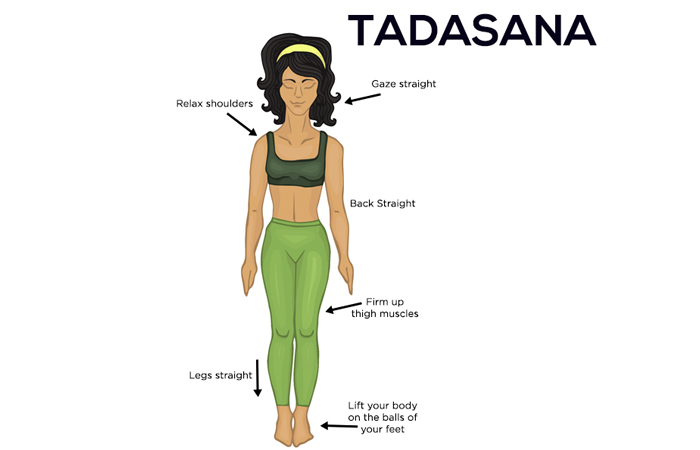 TADASANA
Gaze straight
Relax shoulders
Back Straight
Firm up
thigh muscles
Legs straight
Lift your body
on the balls of
your feet